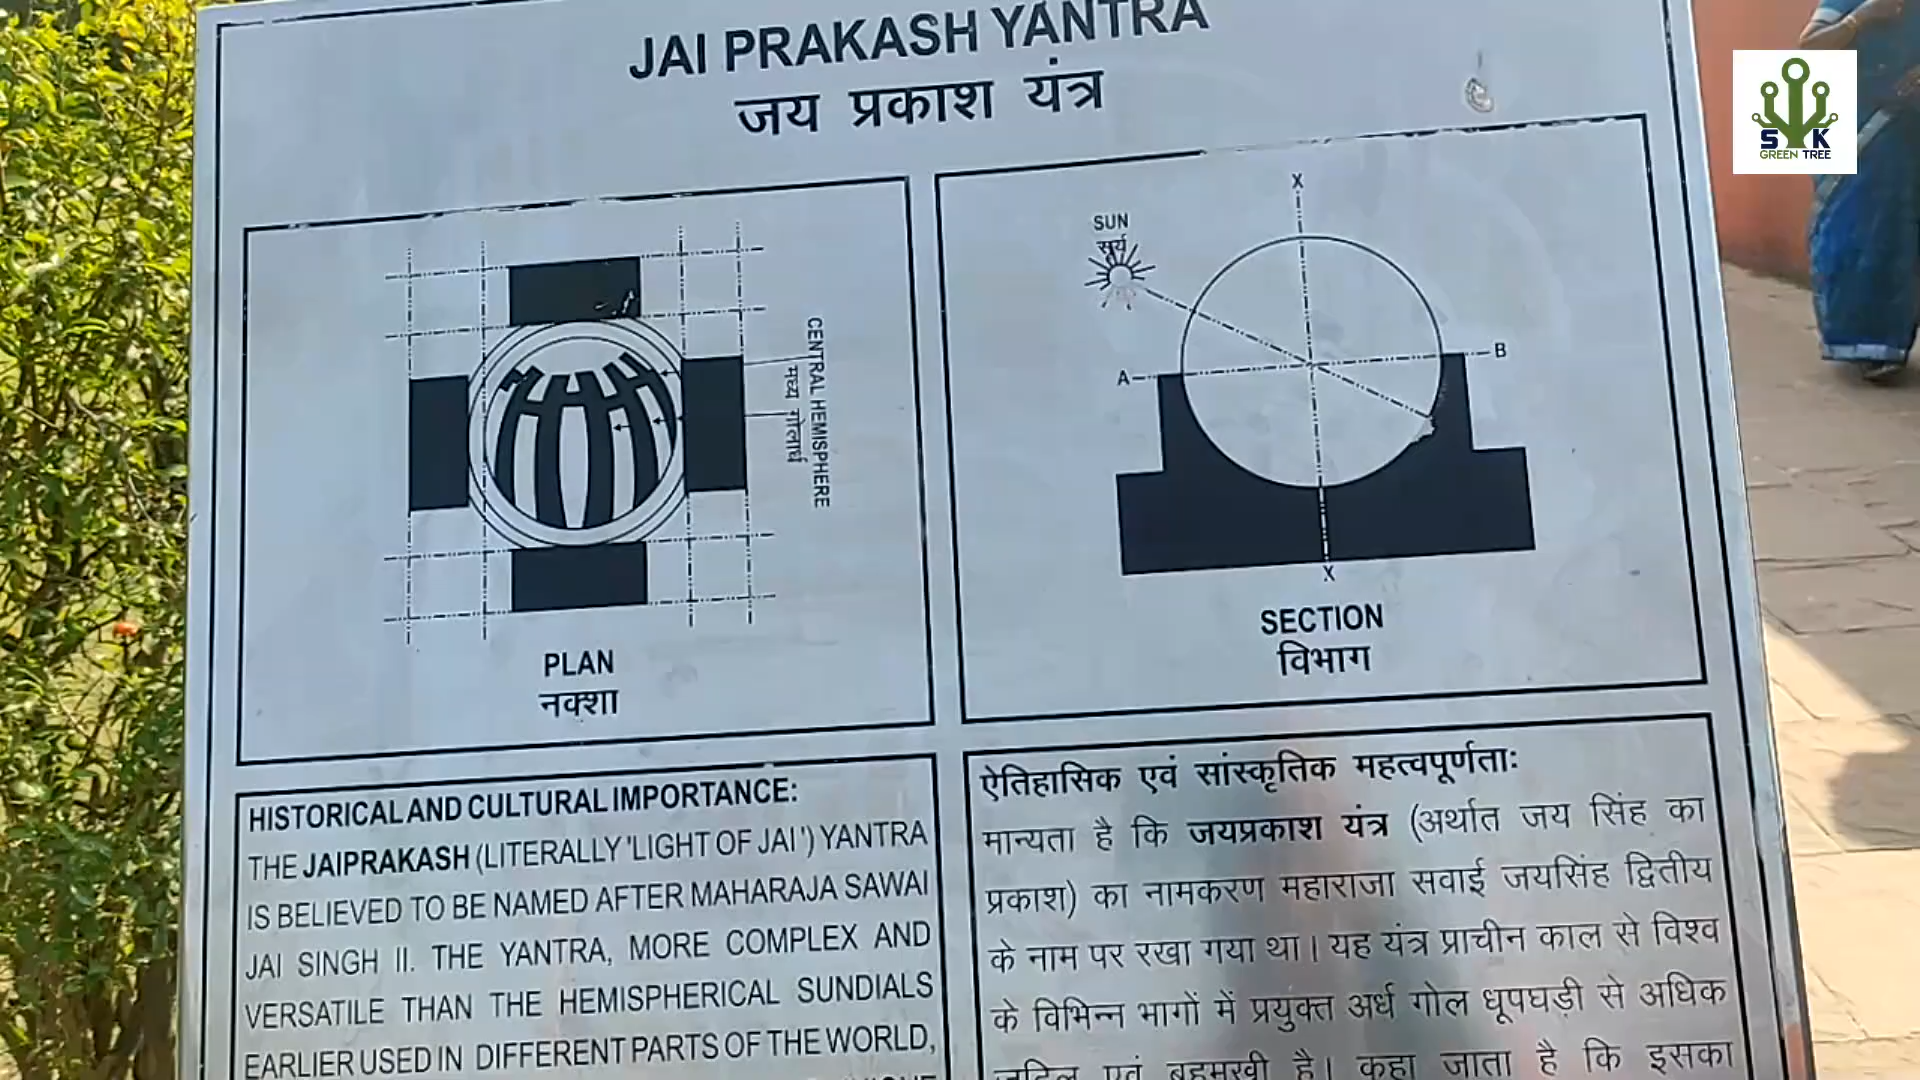 JAI PRAKASH YANTRA
जय प्रकाश यंत्र
S K
GREEN TREE
CENTRAL HEMISPHERE
मध्य गोलार्ध
PLAN
नक्शा
X
SUN
सूर्य
A
B
X
SECTION
विभाग
HISTORICAL AND CULTURAL IMPORTANCE:
THE JAIPRAKASH (LITERALLY 'LIGHT OF JAI') YANTRA
IS BELIEVED TO BE NAMED AFTER MAHARAJA SAWAI
JAI SINGH II. THE YANTRA, MORE COMPLEX AND
VERSATILE THAN THE HEMISPHERICAL SUNDIALS
EARLIER USED IN DIFFERENT PARTS OF THE WORLD,
ऐतिहासिक एवं सांस्कृतिक महत्वपूर्णताः
मान्यता है कि जयप्रकाश यंत्र (अर्थात जय सिंह का
प्रकाश) का नामकरण महाराजा सवाई जयसिंह द्वितीय
के नाम पर रखा गया था। यह यंत्र प्राचीन काल से विश्व
के विभिन्न भागों में प्रयुक्त अर्ध गोल धूपघड़ी से अधिक
जटिल एवं बहुमुखी है। कहा जाता है कि इसका